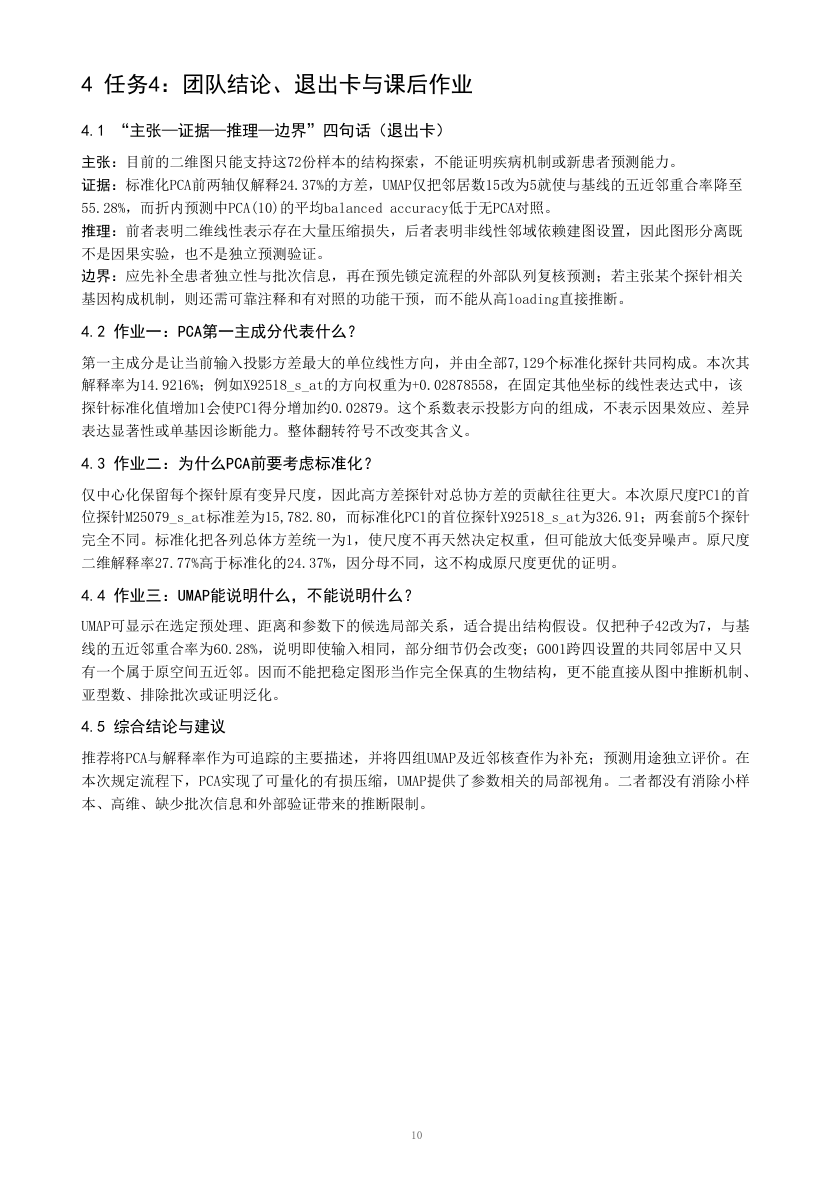 4 任务4：团队结论、退出卡与课后作业
4.1 “主张—证据—推理—边界”四句话（退出卡）
主张：目前的二维图只能支持这72份样本的结构探索，不能证明疾病机制或新患者预测能力。
证据：标准化PCA前两轴仅解释24.37%的方差，UMAP仅把邻居数15改为5就使与基线的五近邻重合率降至
55.28%，而折内预测中PCA(10)的平均balanced accuracy低于无PCA对照。
推理：前者表明二维线性表示存在大量压缩损失，后者表明非线性邻域依赖建图设置，因此图形分离既
不是因果实验，也不是独立预测验证。
边界：应先补全患者独立性与批次信息，再在预先锁定流程的外部队列复核预测；若主张某个探针相关
基因构成机制，则还需可靠注释和有对照的功能干预，而不能从高loading直接推断。
4.2 作业一：PCA第一主成分代表什么？
第一主成分是让当前输入投影方差最大的单位线性方向，并由全部7,129个标准化探针共同构成。本次其
解释率为14.9216%；例如X92518_s_at的方向权重为+0.02878558，在固定其他坐标的线性表达式中，该
探针标准化值增加1会使PC1得分增加约0.02879。这个系数表示投影方向的组成，不表示因果效应、差异
表达显著性或单基因诊断能力。整体翻转符号不改变其含义。
4.3 作业二：为什么PCA前要考虑标准化？
仅中心化保留每个探针原有变异尺度，因此高方差探针对总协方差的贡献往往更大。本次原尺度PC1的首
位探针M25079_s_at标准差为15,782.80，而标准化PC1的首位探针X92518_s_at为326.91；两套前5个探针
完全不同。标准化把各列总体方差统一为1，使尺度不再天然决定权重，但可能放大低变异噪声。原尺度
二维解释率27.77%高于标准化的24.37%，因分母不同，这不构成原尺度更优的证明。
4.4 作业三：UMAP能说明什么，不能说明什么？
UMAP可显示在选定预处理、距离和参数下的候选局部关系，适合提出结构假设。仅把种子42改为7，与基
线的五近邻重合率为60.28%，说明即使输入相同，部分细节仍会改变；G001跨四设置的共同邻居中又只
有一个属于原空间五近邻。因而不能把稳定图形当作完全保真的生物结构，更不能直接从图中推断机制、
亚型数、排除批次或证明泛化。
4.5 综合结论与建议
推荐将PCA与解释率作为可追踪的主要描述，并将四组UMAP及近邻核查作为补充；预测用途独立评价。在
本次规定流程下，PCA实现了可量化的有损压缩，UMAP提供了参数相关的局部视角。二者都没有消除小样
本、高维、缺少批次信息和外部验证带来的推断限制。
10